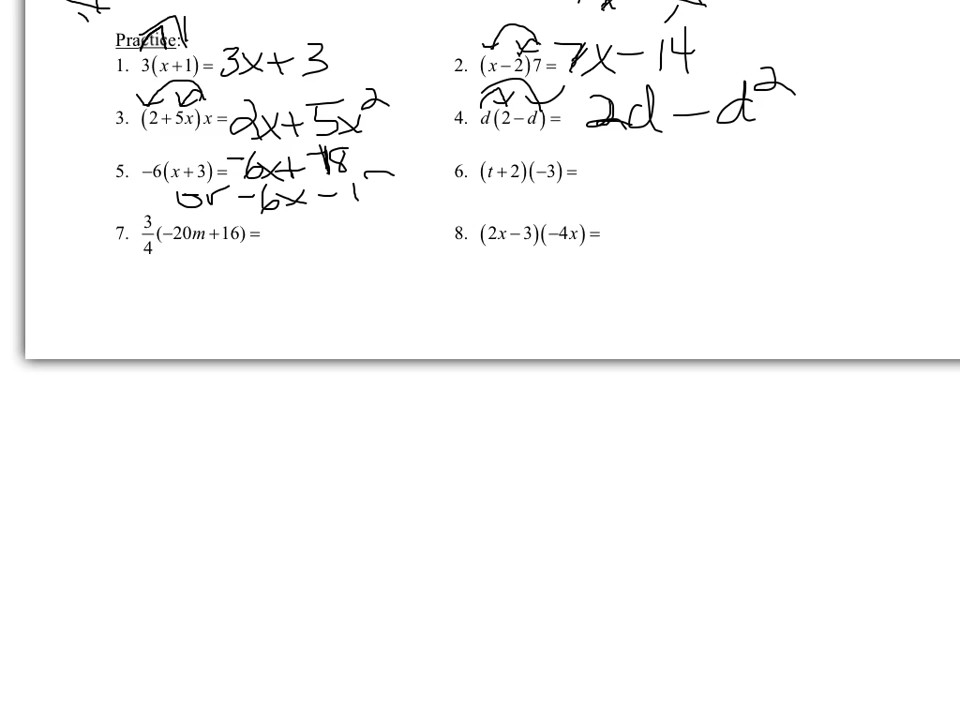 Practice:
1. 3(x+1) = 3x+3
2. (x−2)7 = 7x−14
3. (2+5x)x = 2x+5x²
4. d(2−d) = 2d−d²
5. −6(x+3) = −6x+−18
or −6x−1
6. (t+2)(−3) =
7. 3/4(−20m+16) =
8. (2x−3)(−4x) =